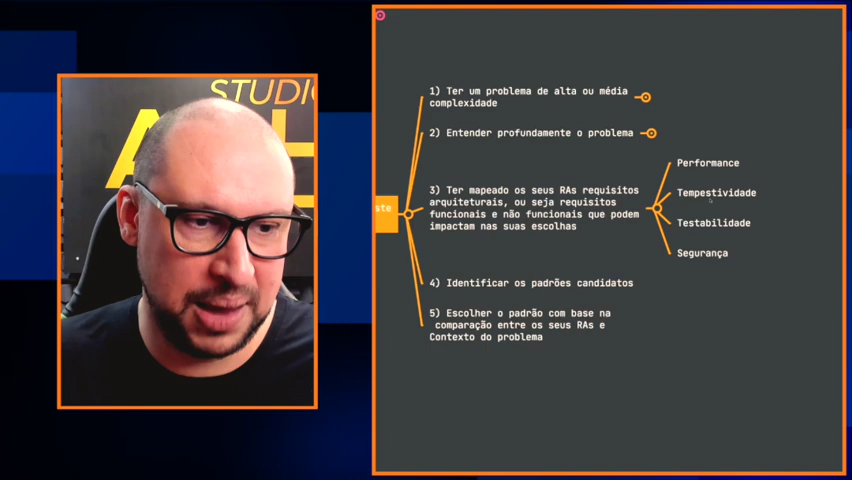 STUDI
ste
1) Ter um problema de alta ou média
complexidade
2) Entender profundamente o problema
3) Ter mapeado os seus RAs requisitos
arquiteturais, ou seja requisitos
funcionais e não funcionais que podem
impactam nas suas escolhas
Performance
Tempestividade
Testabilidade
Segurança
4) Identificar os padrões candidatos
5) Escolher o padrão com base na
comparação entre os seus RAs e
Contexto do problema